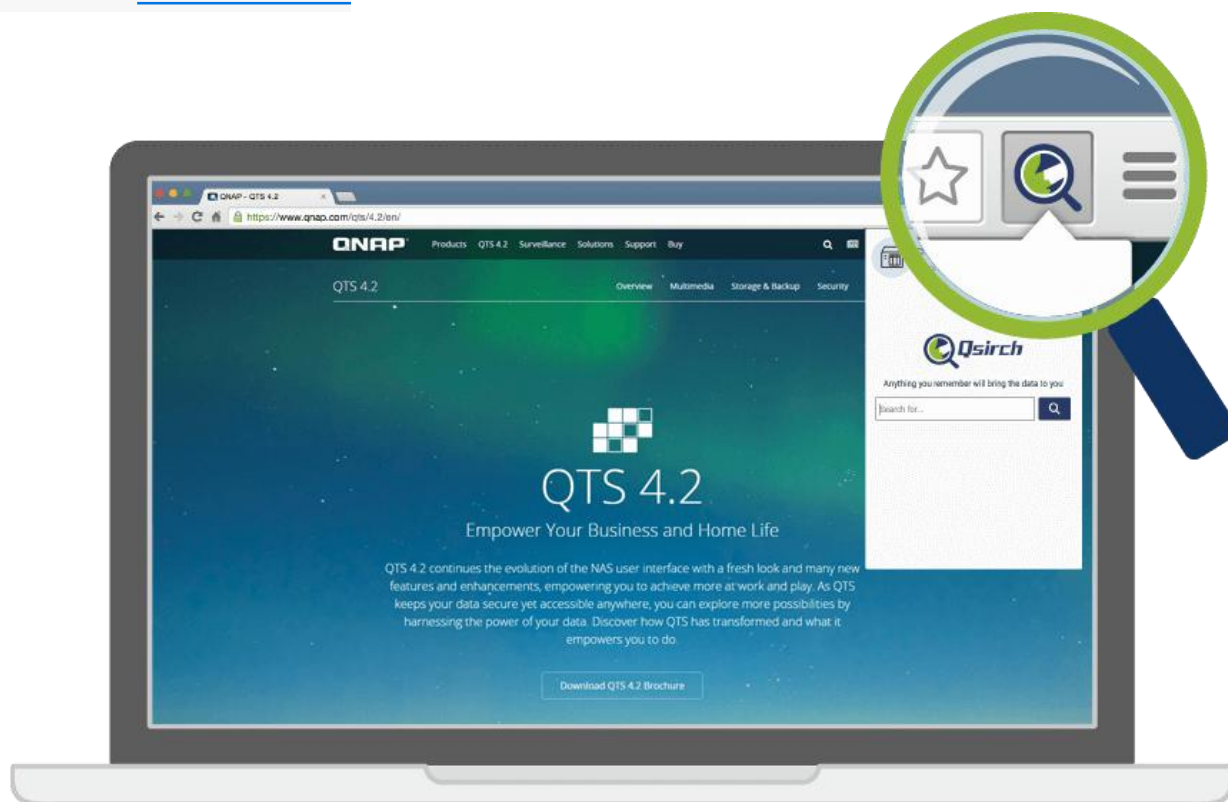 QNAP - QTS 4.2
https://www.qnap.com/qts/4.2/en/
QNAP Products QTS 4.2 Surveillance Solutions Support Buy
QTS 4.2 Overview Multimedia Storage & Backup Security
Qsirch
Anything you remember will bring the data to you
Search for...
QTS 4.2
Empower Your Business and Home Life
QTS 4.2 continues the evolution of the NAS user interface with a fresh look and many new
features and enhancements, empowering you to achieve more at work and play. As QTS
keeps your data secure yet accessible anywhere, you can explore more possibilities by
harnessing the power of your data. Discover how QTS has transformed and what it
empowers you to do.
Download QTS 4.2 Brochure